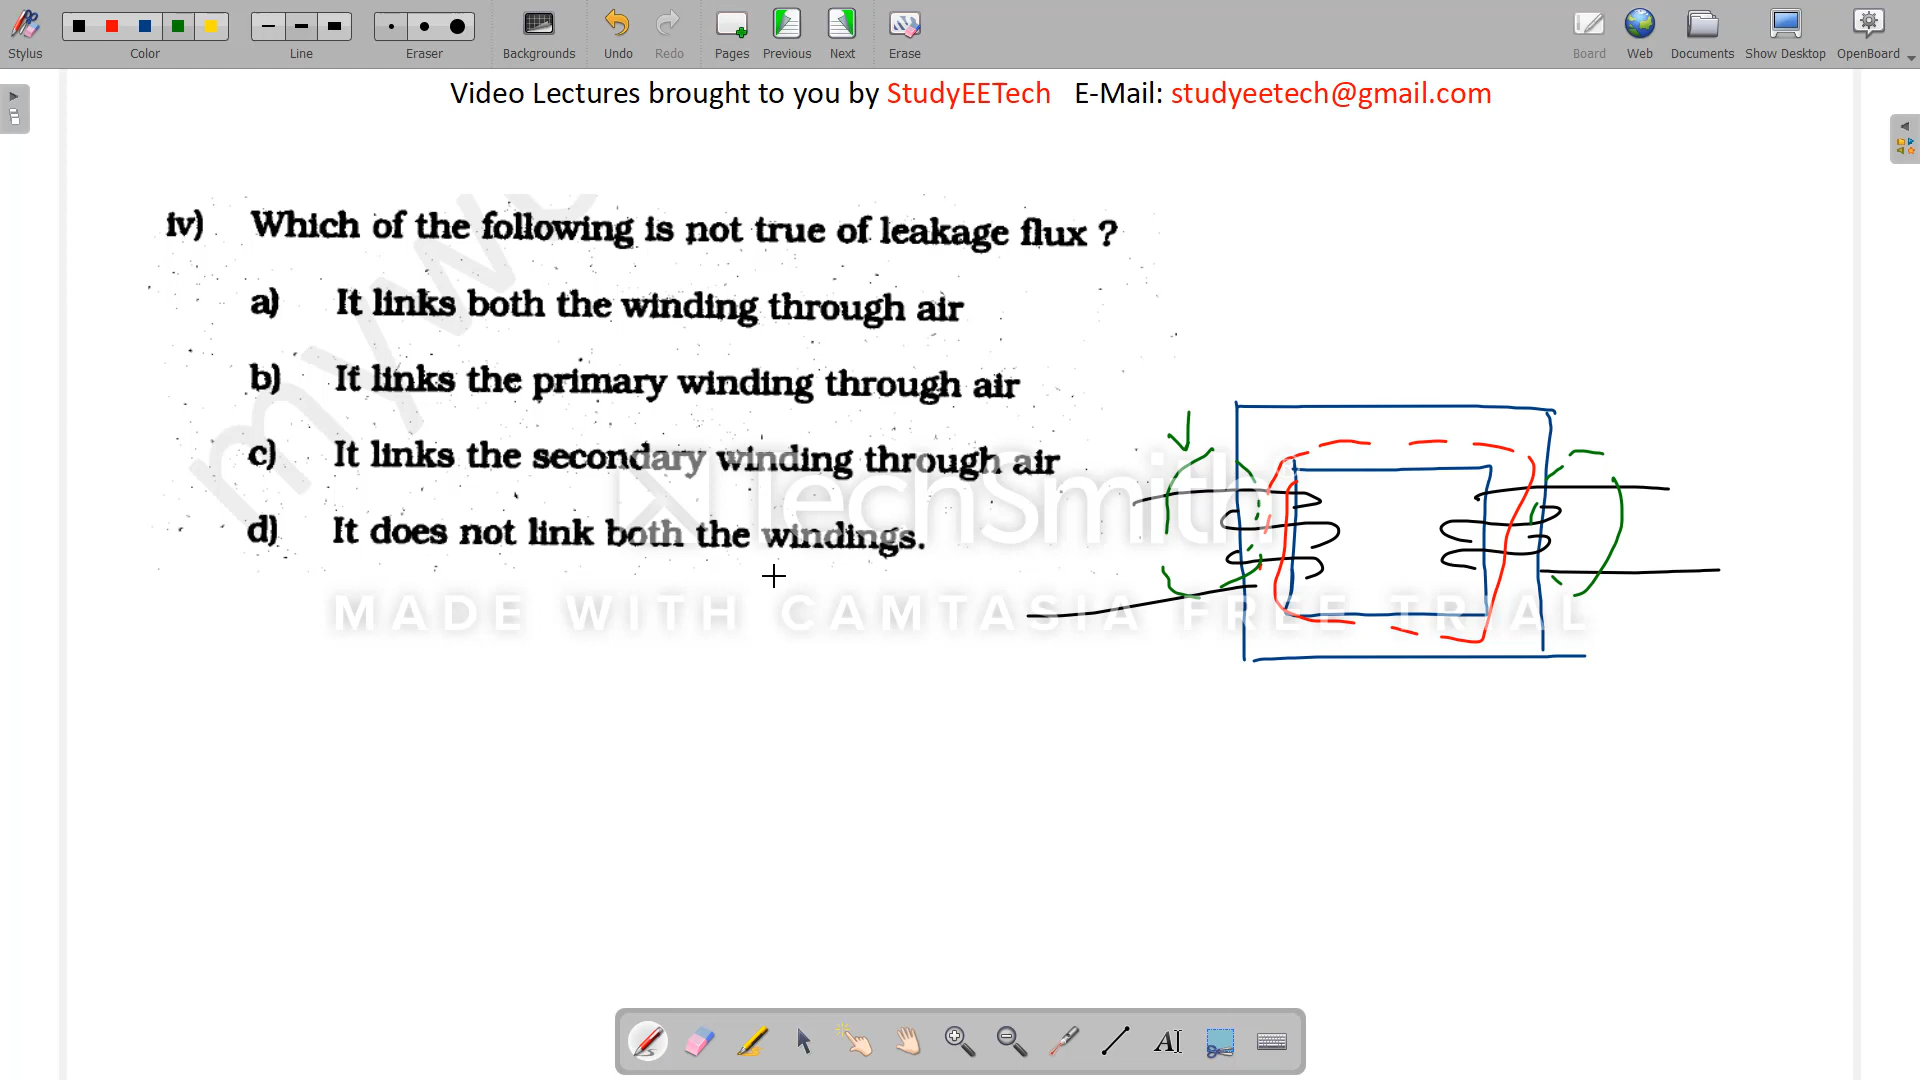 Stylus Color Line Eraser Backgrounds Undo Redo Pages Previous Next Erase Board Web Documents Show Desktop OpenBoard
Video Lectures brought to you by StudyEETech E-Mail: studyeetech@gmail.com
iv) Which of the following is not true of leakage flux ?
a) It links both the winding through air
b) It links the primary winding through air
c) It links the secondary winding through air
d) It does not link both the windings.
TechSmith
MADE WITH CAMTASIA FREE TRIAL
myw